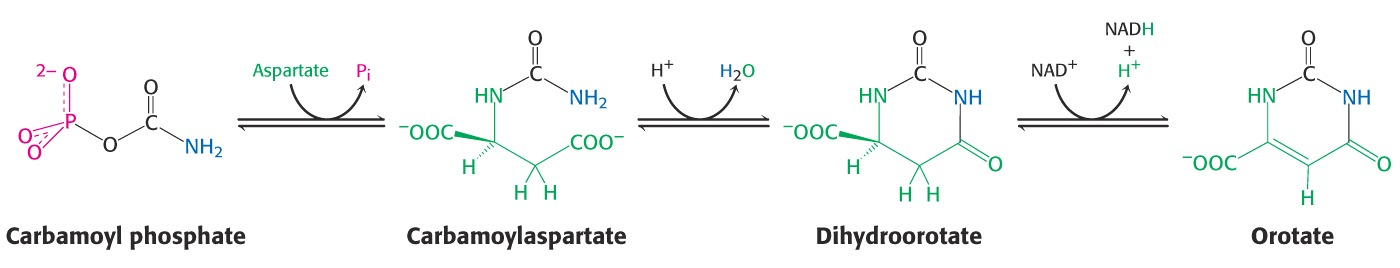 2– O
O
O
P
O
C
O
NH₂
Carbamoyl phosphate
Aspartate
Pi
O
C
HN
NH₂
⁻OOC
COO⁻
H
H H
Carbamoylaspartate
H⁺
H₂O
O
C
HN
NH
⁻OOC
H
O
H H
Dihydroorotate
NAD⁺
NADH
+
H⁺
O
C
HN
NH
⁻OOC
O
H
Orotate